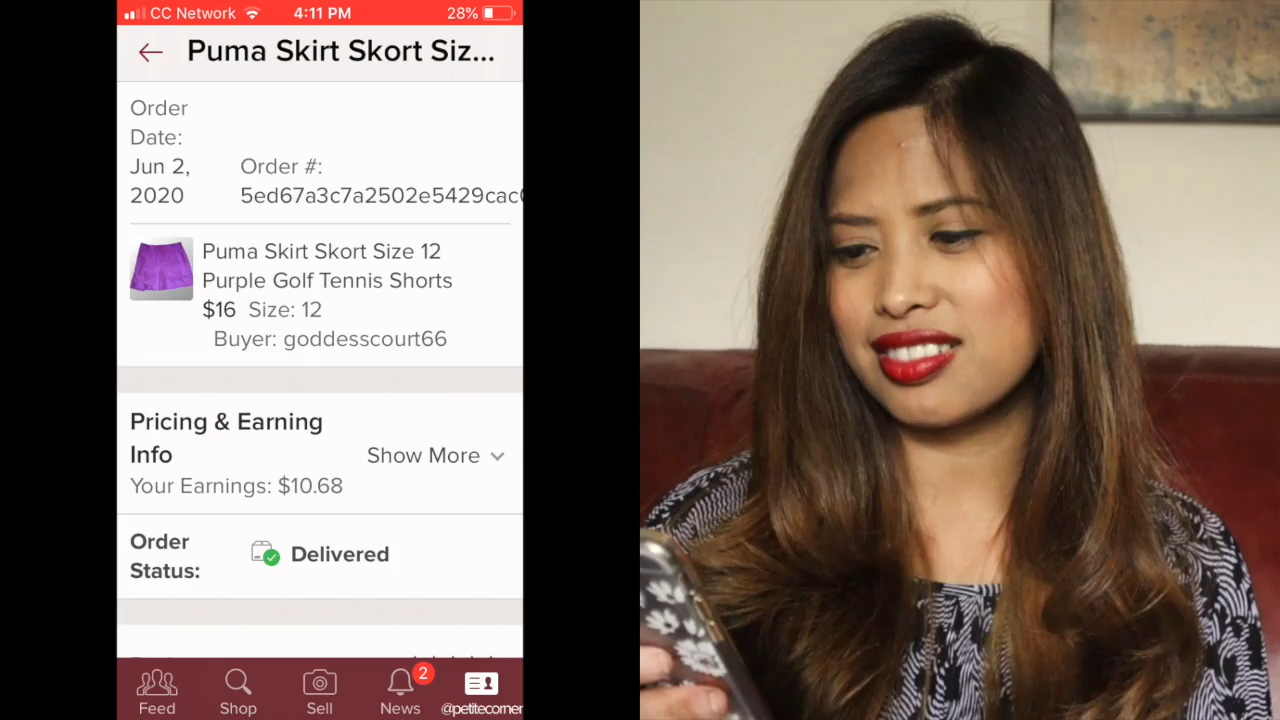 CC Network 4:11 PM 28%
Puma Skirt Skort Siz...
Order
Date:
Jun 2, Order #:
2020 5ed67a3c7a2502e5429cac
Puma Skirt Skort Size 12
Purple Golf Tennis Shorts
$16 Size: 12
Buyer: goddesscourt66
Pricing & Earning
Info Show More
Your Earnings: $10.68
Order
Status: Delivered
2
Feed Shop Sell News @petitecorner